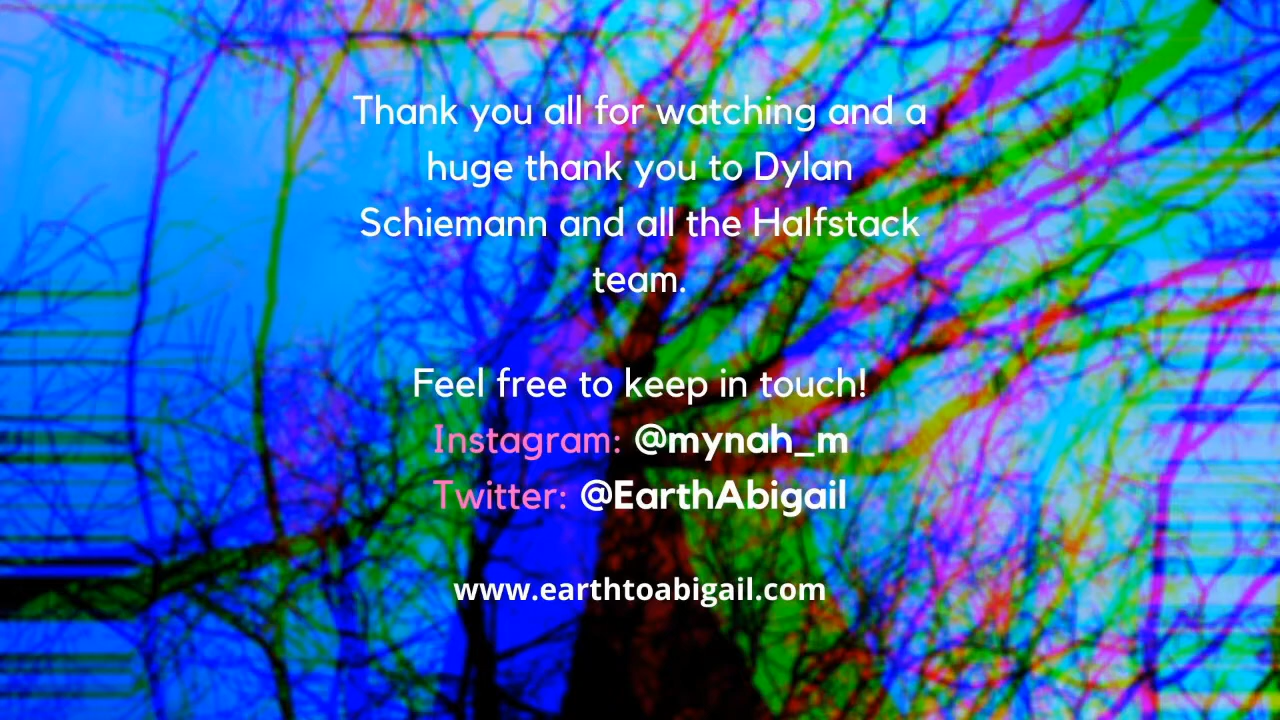 Thank you all for watching and a
huge thank you to Dylan
Schiemann and all the Halfstack
team.
Feel free to keep in touch!
Instagram: @mynah_m
Twitter: @EarthAbigail
www.earthtoabigail.com